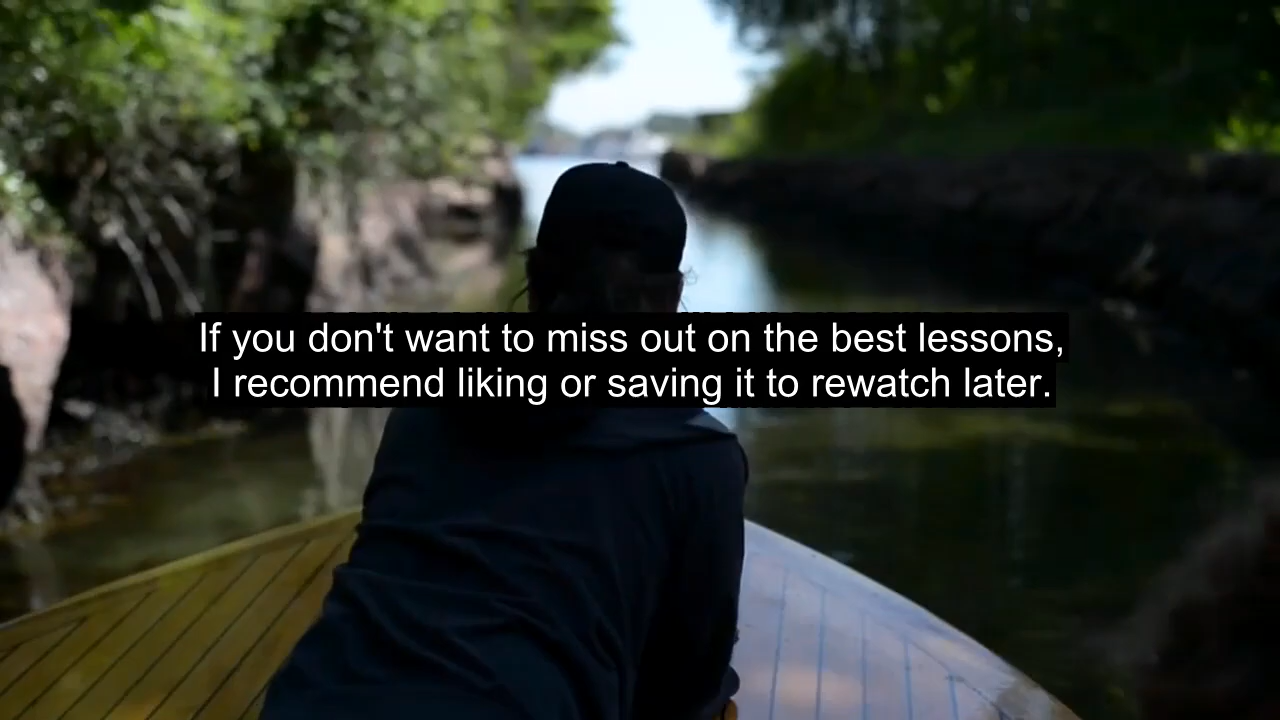 If you don't want to miss out on the best lessons,
I recommend liking or saving it to rewatch later.